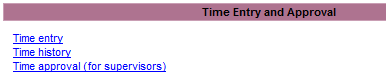 Time Entry and Approval
Time entry
Time history
Time approval (for supervisors)